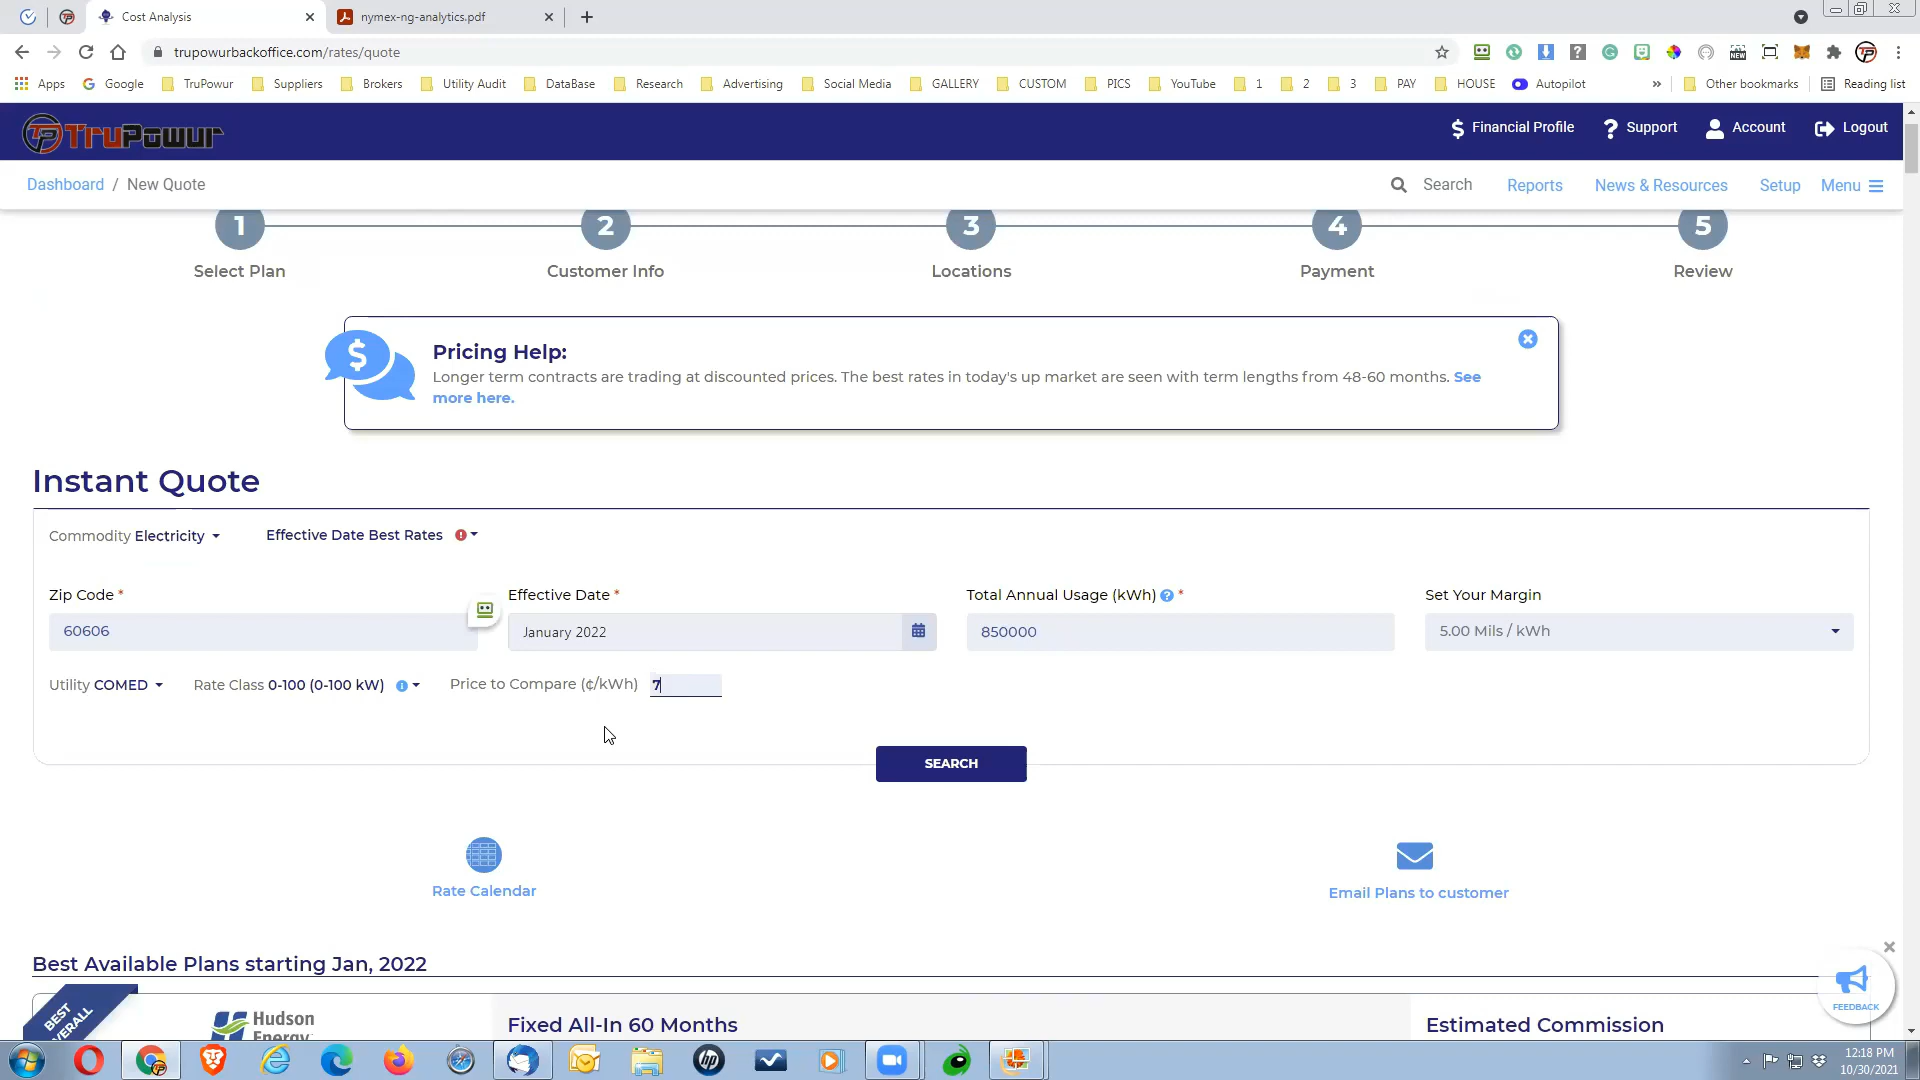 Cost Analysis
nymex-ng-analytics.pdf
trupowurbackoffice.com/rates/quote
Apps
Google
TruPowur
Suppliers
Brokers
Utility Audit
DataBase
Research
Advertising
Social Media
GALLERY
CUSTOM
PICS
YouTube
1
2
3
PAY
HOUSE
Autopilot
»
Other bookmarks
Reading list
TruPowur
Financial Profile
Support
Account
Logout
Dashboard / New Quote
Search
Reports
News & Resources
Setup
Menu
1
2
3
4
5
Select Plan
Customer Info
Locations
Payment
Review
Pricing Help:
Longer term contracts are trading at discounted prices. The best rates in today's up market are seen with term lengths from 48-60 months. See
more here.
Instant Quote
Commodity Electricity
Effective Date Best Rates
Zip Code *
Effective Date *
Total Annual Usage (kWh) *
Set Your Margin
60606
January 2022
850000
5.00 Mils / kWh
Utility COMED
Rate Class 0-100 (0-100 kW)
Price to Compare (¢/kWh) 7
SEARCH
Rate Calendar
Email Plans to customer
Best Available Plans starting Jan, 2022
FEEDBACK
BEST
OVERALL
Hudson
Energy
Fixed All-In 60 Months
Estimated Commission
12:18 PM
10/30/2021